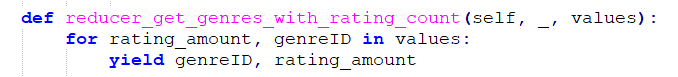 def reducer_get_genres_with_rating_count(self, _, values):
    for rating_amount, genreID in values:
        yield genreID, rating_amount